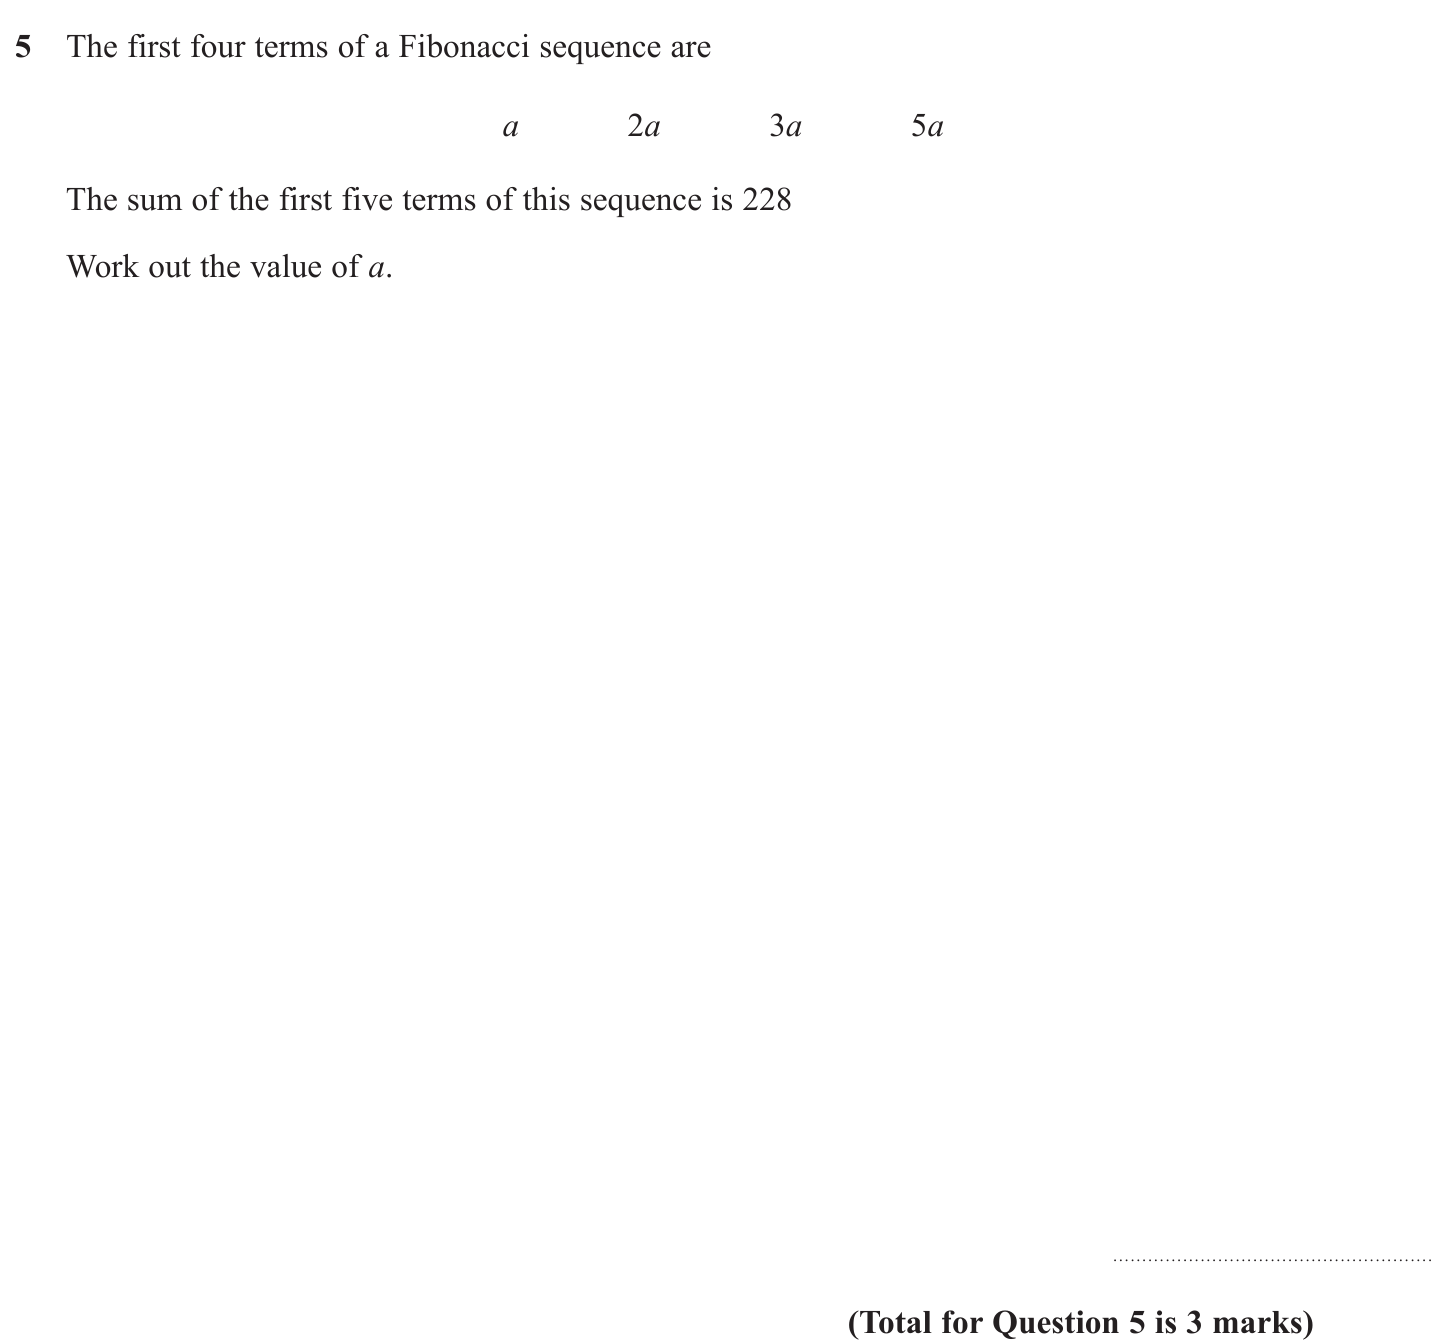 5 The first four terms of a Fibonacci sequence are
a 2a 3a 5a
The sum of the first five terms of this sequence is 228
Work out the value of a.
......................................................
(Total for Question 5 is 3 marks)